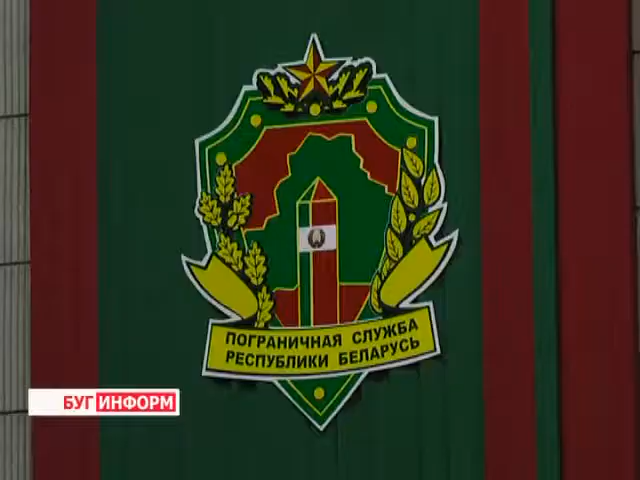 ПОГРАНИЧНАЯ СЛУЖБА
РЕСПУБЛИКИ БЕЛАРУСЬ
БУГИНФОРМ